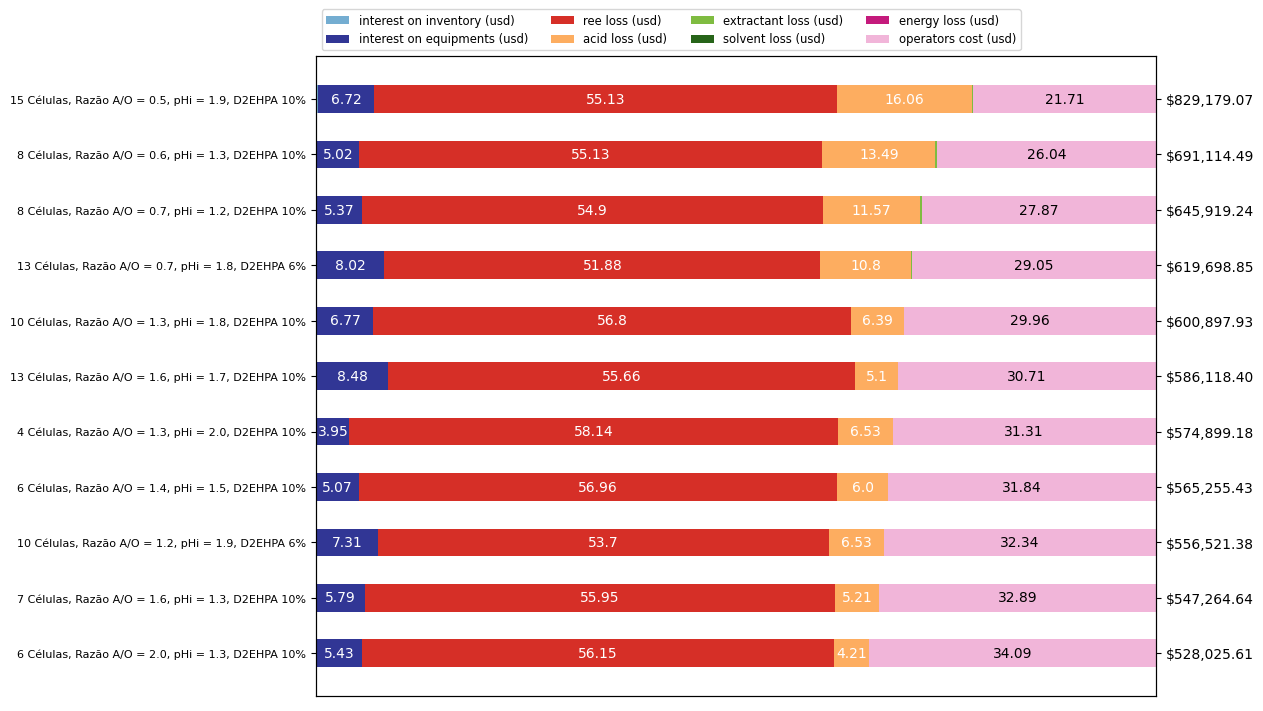 interest on inventory (usd) ree loss (usd) extractant loss (usd) energy loss (usd)
interest on equipments (usd) acid loss (usd) solvent loss (usd) operators cost (usd)
15 Células, Razão A/O = 0.5, pHi = 1.9, D2EHPA 10% 6.72 55.13 16.06 21.71 $829,179.07
8 Células, Razão A/O = 0.6, pHi = 1.3, D2EHPA 10% 5.02 55.13 13.49 26.04 $691,114.49
8 Células, Razão A/O = 0.7, pHi = 1.2, D2EHPA 10% 5.37 54.9 11.57 27.87 $645,919.24
13 Células, Razão A/O = 0.7, pHi = 1.8, D2EHPA 6% 8.02 51.88 10.8 29.05 $619,698.85
10 Células, Razão A/O = 1.3, pHi = 1.8, D2EHPA 10% 6.77 56.8 6.39 29.96 $600,897.93
13 Células, Razão A/O = 1.6, pHi = 1.7, D2EHPA 10% 8.48 55.66 5.1 30.71 $586,118.40
4 Células, Razão A/O = 1.3, pHi = 2.0, D2EHPA 10% 3.95 58.14 6.53 31.31 $574,899.18
6 Células, Razão A/O = 1.4, pHi = 1.5, D2EHPA 10% 5.07 56.96 6.0 31.84 $565,255.43
10 Células, Razão A/O = 1.2, pHi = 1.9, D2EHPA 6% 7.31 53.7 6.53 32.34 $556,521.38
7 Células, Razão A/O = 1.6, pHi = 1.3, D2EHPA 10% 5.79 55.95 5.21 32.89 $547,264.64
6 Células, Razão A/O = 2.0, pHi = 1.3, D2EHPA 10% 5.43 56.15 4.21 34.09 $528,025.61